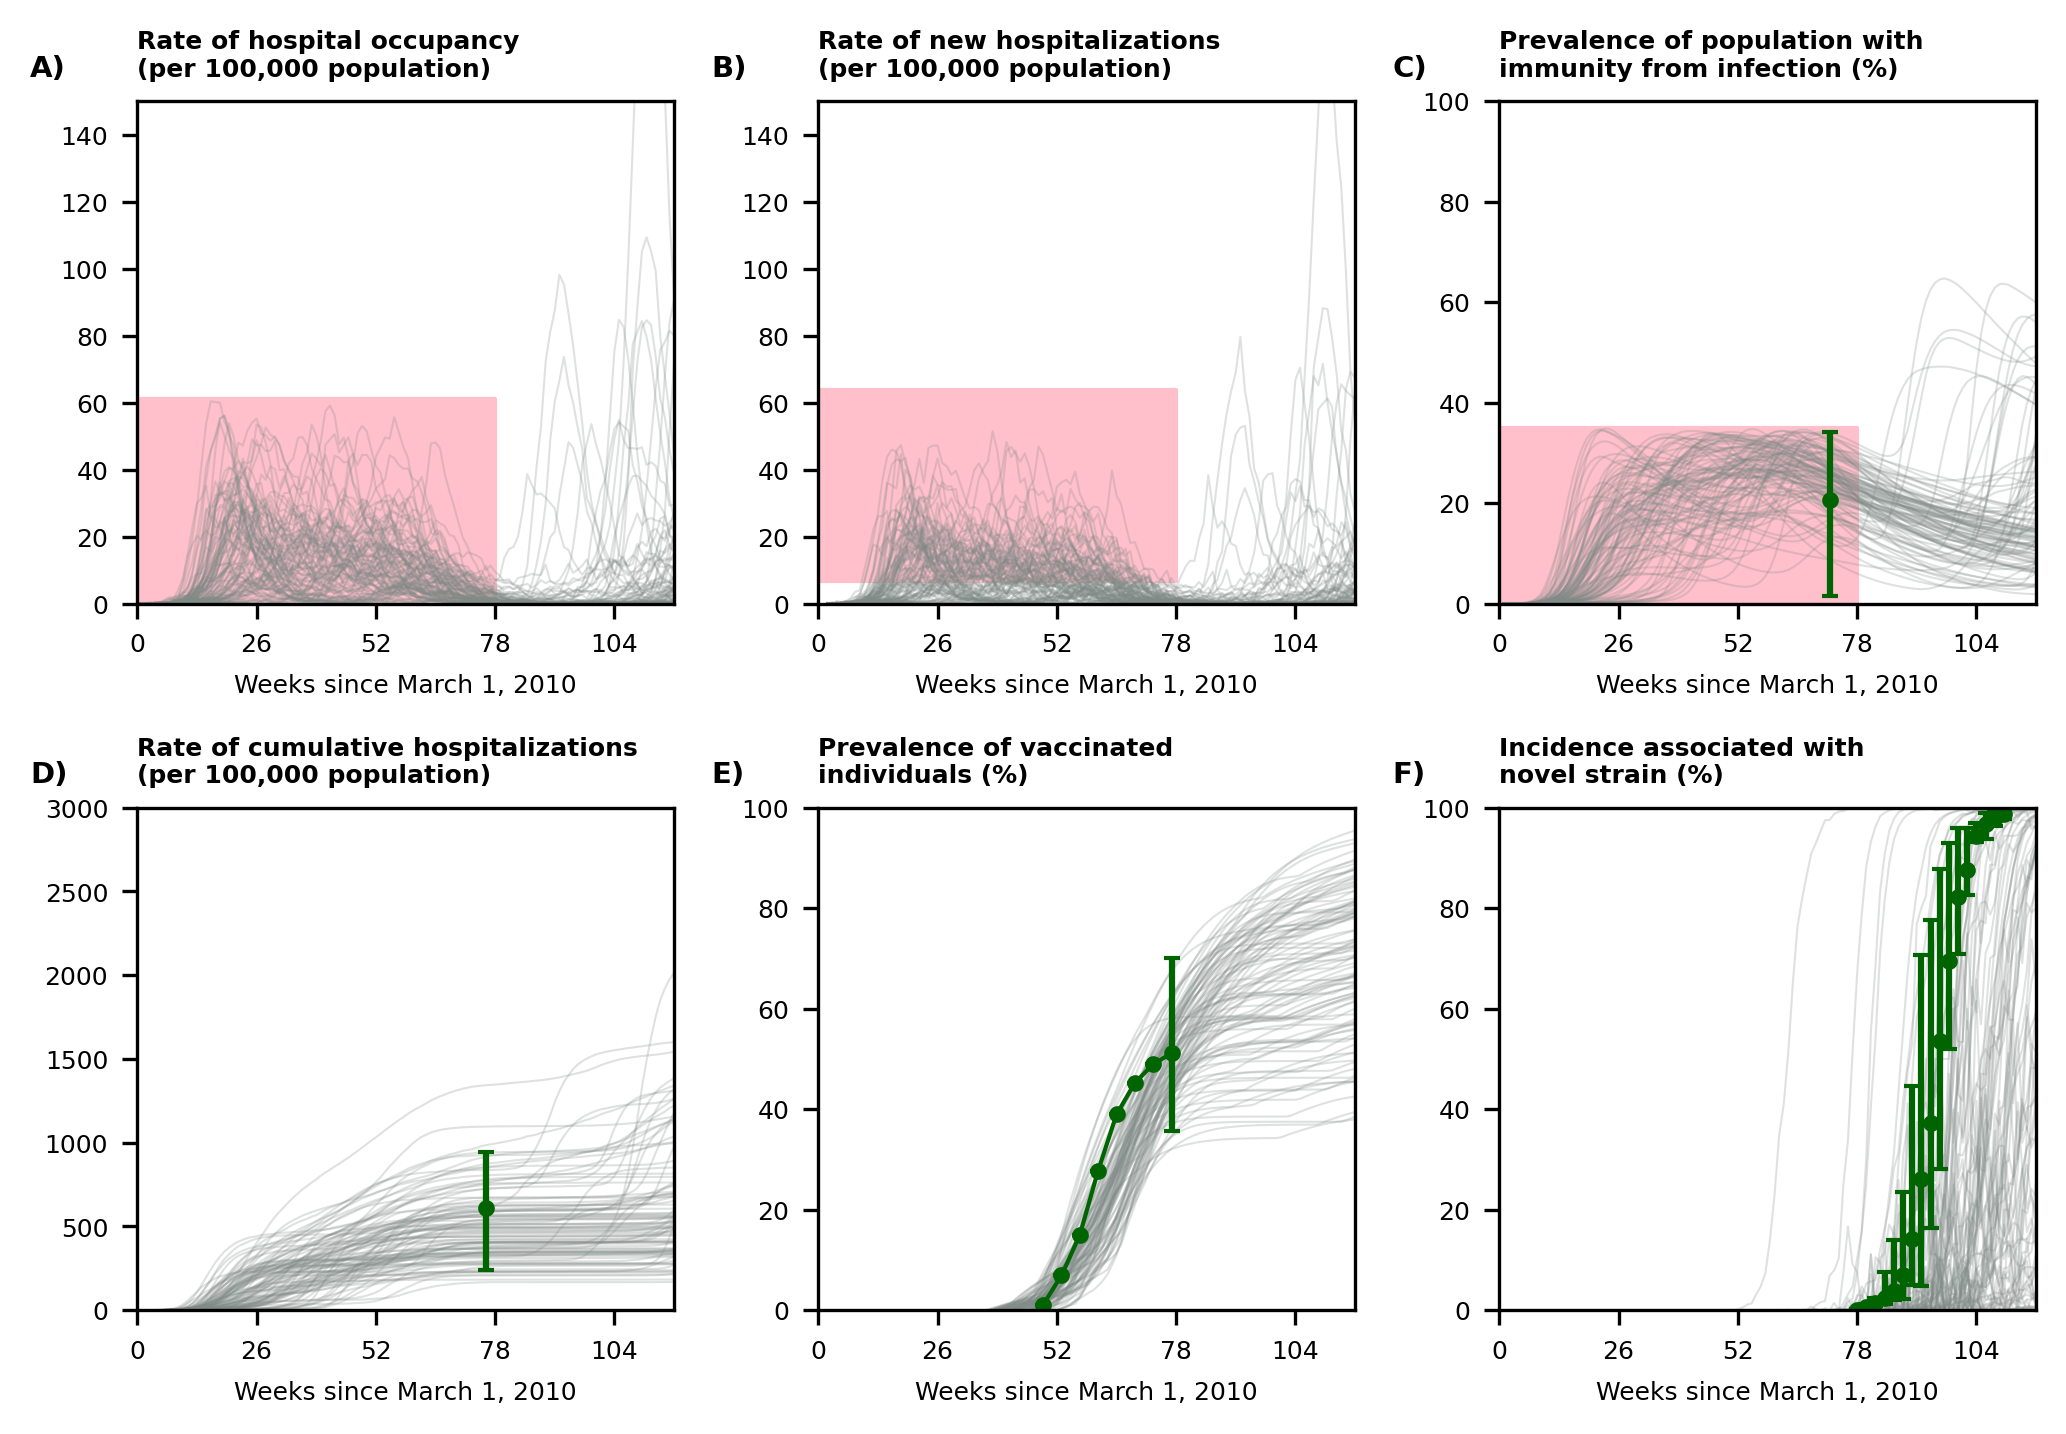 A)
Rate of hospital occupancy
(per 100,000 population)
140
120
100
80
60
40
20
0
0 26 52 78 104
Weeks since March 1, 2010
B)
Rate of new hospitalizations
(per 100,000 population)
140
120
100
80
60
40
20
0
0 26 52 78 104
Weeks since March 1, 2010
C)
Prevalence of population with
immunity from infection (%)
100
80
60
40
20
0
0 26 52 78 104
Weeks since March 1, 2010
D)
Rate of cumulative hospitalizations
(per 100,000 population)
3000
2500
2000
1500
1000
500
0
0 26 52 78 104
Weeks since March 1, 2010
E)
Prevalence of vaccinated
individuals (%)
100
80
60
40
20
0
0 26 52 78 104
Weeks since March 1, 2010
F)
Incidence associated with
novel strain (%)
100
80
60
40
20
0
0 26 52 78 104
Weeks since March 1, 2010